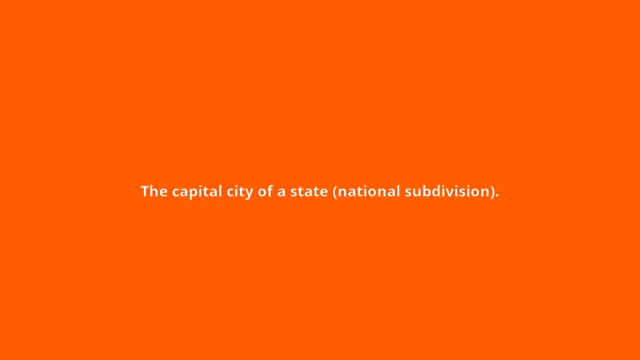 The capital city of a state (national subdivision).